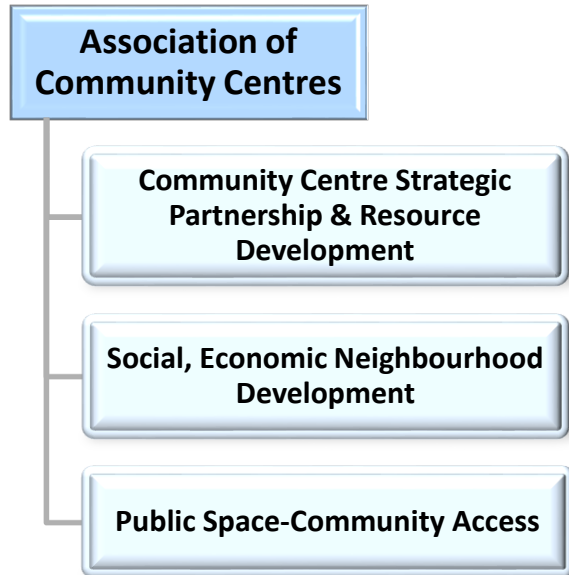 Association of
Community Centres
Community Centre Strategic
Partnership & Resource
Development
Social, Economic Neighbourhood
Development
Public Space-Community Access